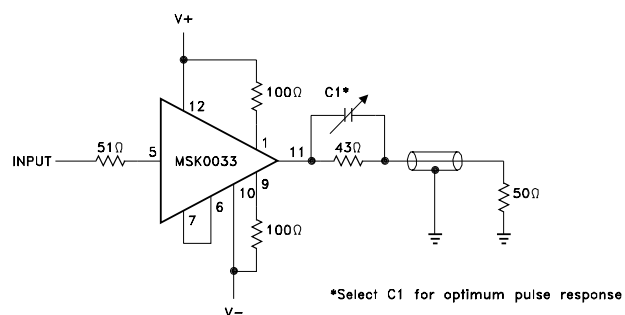 V+
12
100Ω
C1*
1
51Ω
43Ω
INPUT
5
MSK0033
11
9
10
6
7
50Ω
100Ω
*Select C1 for optimum pulse response
V-